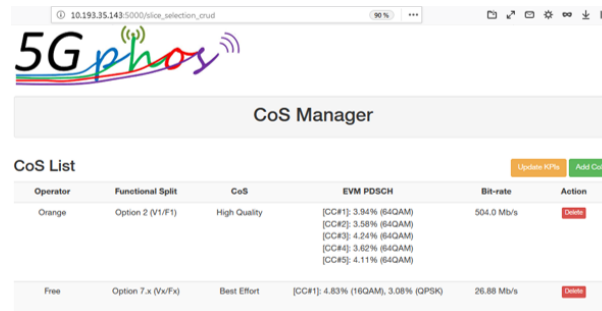 10.193.35.143:5000/slice_selection_crud 90 %
5G phos
CoS Manager
CoS List
Update KPIs Add Co
Operator Functional Split CoS EVM PDSCH Bit-rate Action
Orange Option 2 (V1/F1) High Quality [CC#1]: 3.94% (64QAM) 504.0 Mb/s Delete
[CC#2]: 3.58% (64QAM)
[CC#3]: 4.24% (64QAM)
[CC#4]: 3.62% (64QAM)
[CC#5]: 4.11% (64QAM)
Free Option 7.x (Vx/Fx) Best Effort [CC#1]: 4.83% (16QAM), 3.08% (QPSK) 26.88 Mb/s Delete